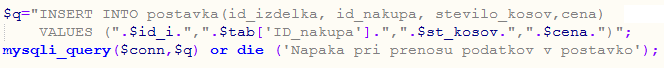 $q="INSERT INTO postavka(id_izdelka, id_nakupa, stevilo_kosov,cena)
VALUES (".$id_i.",".$tab['ID_nakupa'].",".$st_kosov.",".$cena.")";
mysqli_query($conn,$q) or die ('Napaka pri prenosu podatkov v postavko');